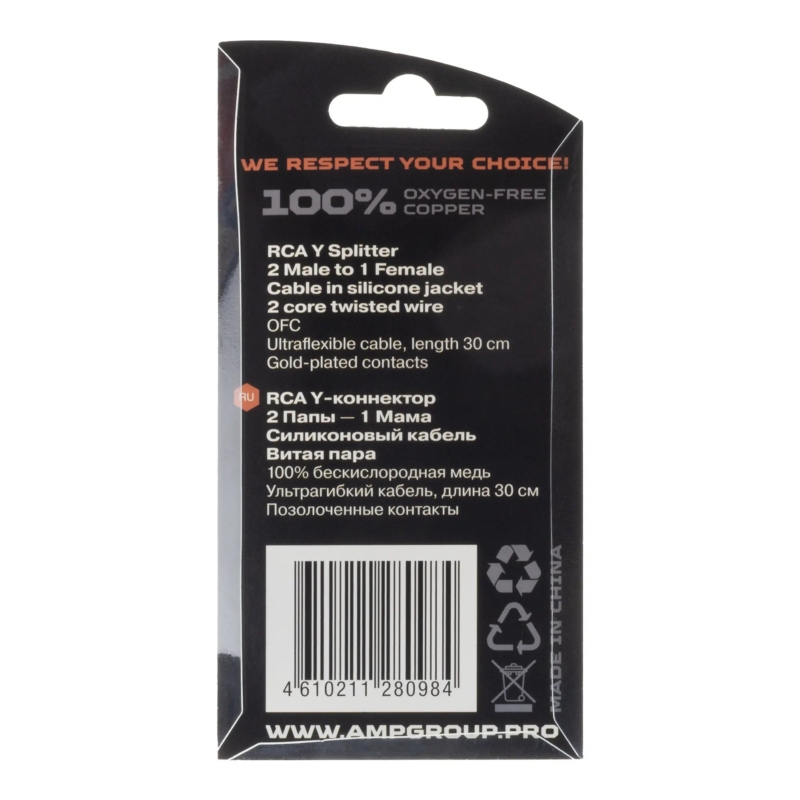 WE RESPECT YOUR CHOICE!
100% OXYGEN-FREE
COPPER
RCA Y Splitter
2 Male to 1 Female
Cable in silicone jacket
2 core twisted wire
OFC
Ultraflexible cable, length 30 cm
Gold-plated contacts
RU RCA Y-коннектор
2 Папы — 1 Мама
Силиконовый кабель
Витая пара
100% бескислородная медь
Ультрагибкий кабель, длина 30 см
Позолоченные контакты
4 610211 280984
MADE IN CHINA
WWW.AMPGROUP.PRO